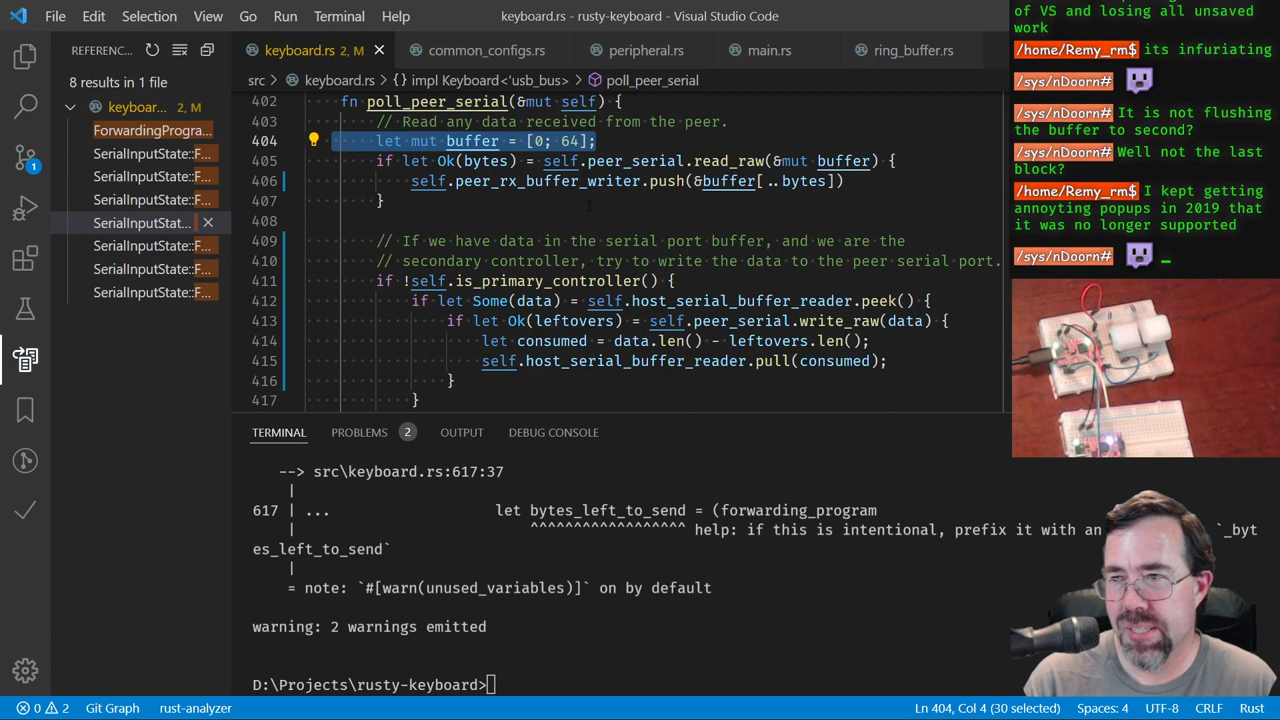 File Edit Selection View Go Run Terminal Help
keyboard.rs - rusty-keyboard - Visual Studio Code
REFERENC...
8 results in 1 file
keyboar... 2, M
ForwardingProgra...
SerialInputState::F...
SerialInputState::F...
SerialInputState::F...
SerialInputStat...
SerialInputState::F...
SerialInputState::F...
SerialInputState::F...
1
keyboard.rs 2, M
common_configs.rs
peripheral.rs
main.rs
ring_buffer.rs
src > keyboard.rs > {} impl Keyboard<'usb_bus> > poll_peer_serial
402 fn poll_peer_serial(&mut self) {
403 // Read any data received from the peer.
404 let mut buffer = [0; 64];
405 if let Ok(bytes) = self.peer_serial.read_raw(&mut buffer) {
406 self.peer_rx_buffer_writer.push(&buffer[..bytes])
407 }
408
409 // If we have data in the serial port buffer, and we are the
410 // secondary controller, try to write the data to the peer serial port.
411 if !self.is_primary_controller() {
412 if let Some(data) = self.host_serial_buffer_reader.peek() {
413 if let Ok(leftovers) = self.peer_serial.write_raw(data) {
414 let consumed = data.len() - leftovers.len();
415 self.host_serial_buffer_reader.pull(consumed);
416 }
417 }
TERMINAL PROBLEMS 2 OUTPUT DEBUG CONSOLE
--> src\keyboard.rs:617:37
|
617 | ... let bytes_left_to_send = (forwarding_program
| ^^^^^^^^^^^^^^^^^^ help: if this is intentional, prefix it with an `_byt
es_left_to_send`
|
= note: `#[warn(unused_variables)]` on by default
warning: 2 warnings emitted
D:\Projects\rusty-keyboard>
0 2 Git Graph rust-analyzer
Ln 404, Col 4 (30 selected) Spaces: 4 UTF-8 CRLF Rust
of VS and losing all unsaved
work
/home/Remy_rm$ its infuriating
/sys/nDoorn#
/sys/nDoorn# It is not flushing
the buffer to second?
/home/Remy_rm$ Well not the last
block?
/home/Remy_rm$ I kept getting
annoyting popups in 2019 that
it was no longer supported
/sys/nDoorn# _